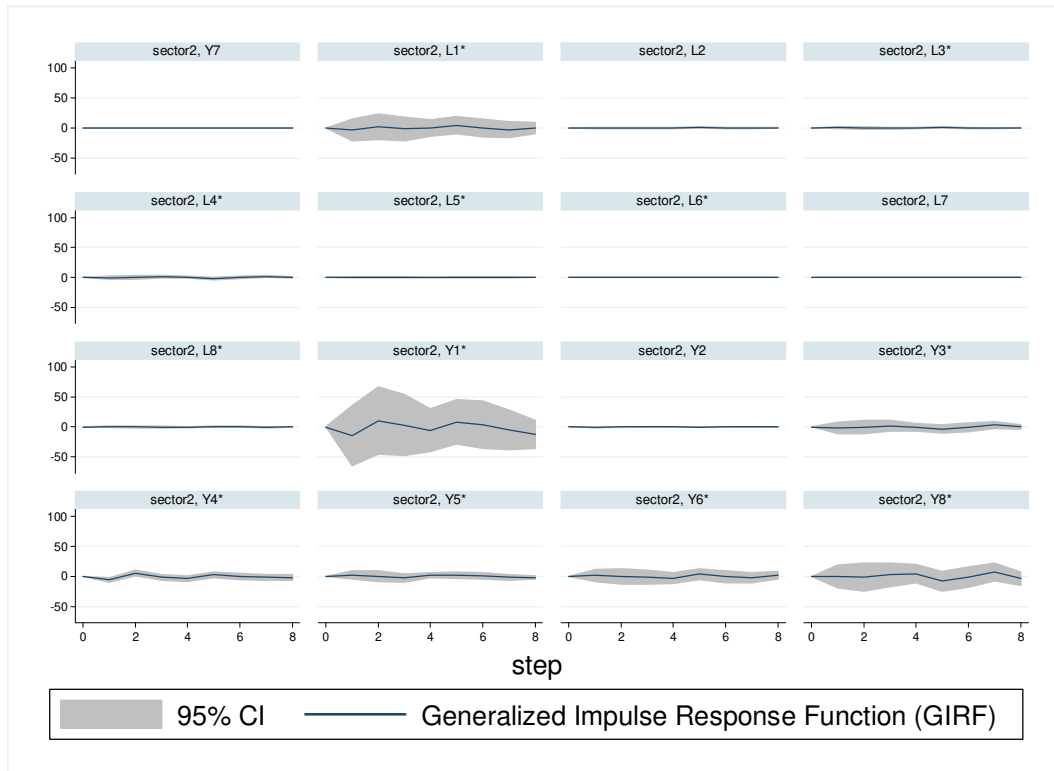 sector2, Y7 sector2, L1* sector2, L2 sector2, L3*
100
50
0
-50
sector2, L4* sector2, L5* sector2, L6* sector2, L7
100
50
0
-50
sector2, L8* sector2, Y1* sector2, Y2 sector2, Y3*
100
50
0
-50
sector2, Y4* sector2, Y5* sector2, Y6* sector2, Y8*
100
50
0
-50
0 2 4 6 8 0 2 4 6 8 0 2 4 6 8 0 2 4 6 8
step
95% CI Generalized Impulse Response Function (GIRF)